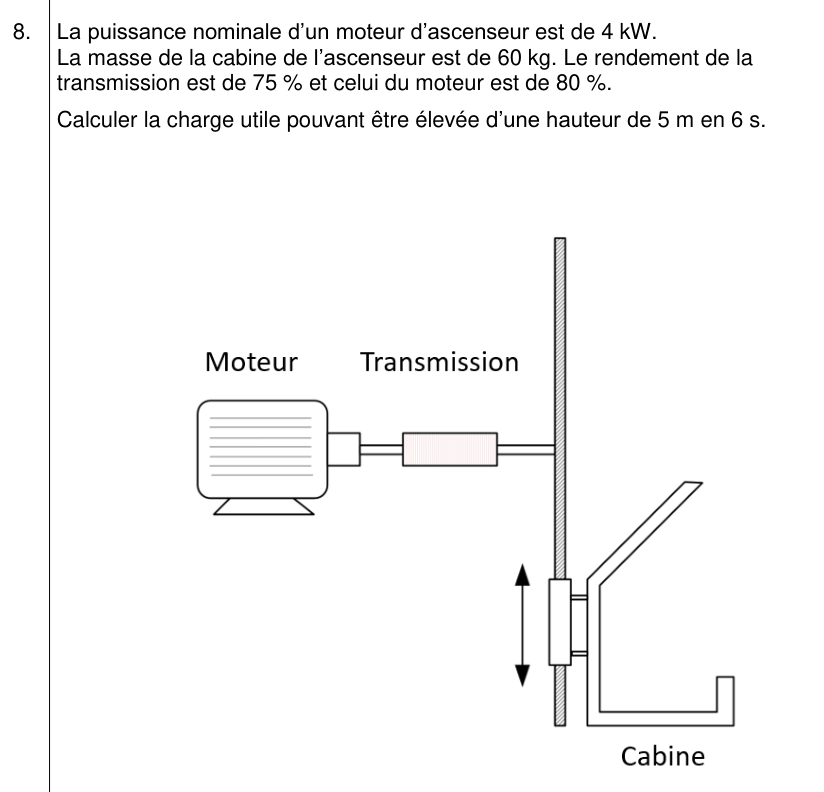 8. La puissance nominale d'un moteur d'ascenseur est de 4 kW.
La masse de la cabine de l'ascenseur est de 60 kg. Le rendement de la
transmission est de 75 % et celui du moteur est de 80 %.
Calculer la charge utile pouvant être élevée d'une hauteur de 5 m en 6 s.
Moteur Transmission
Cabine